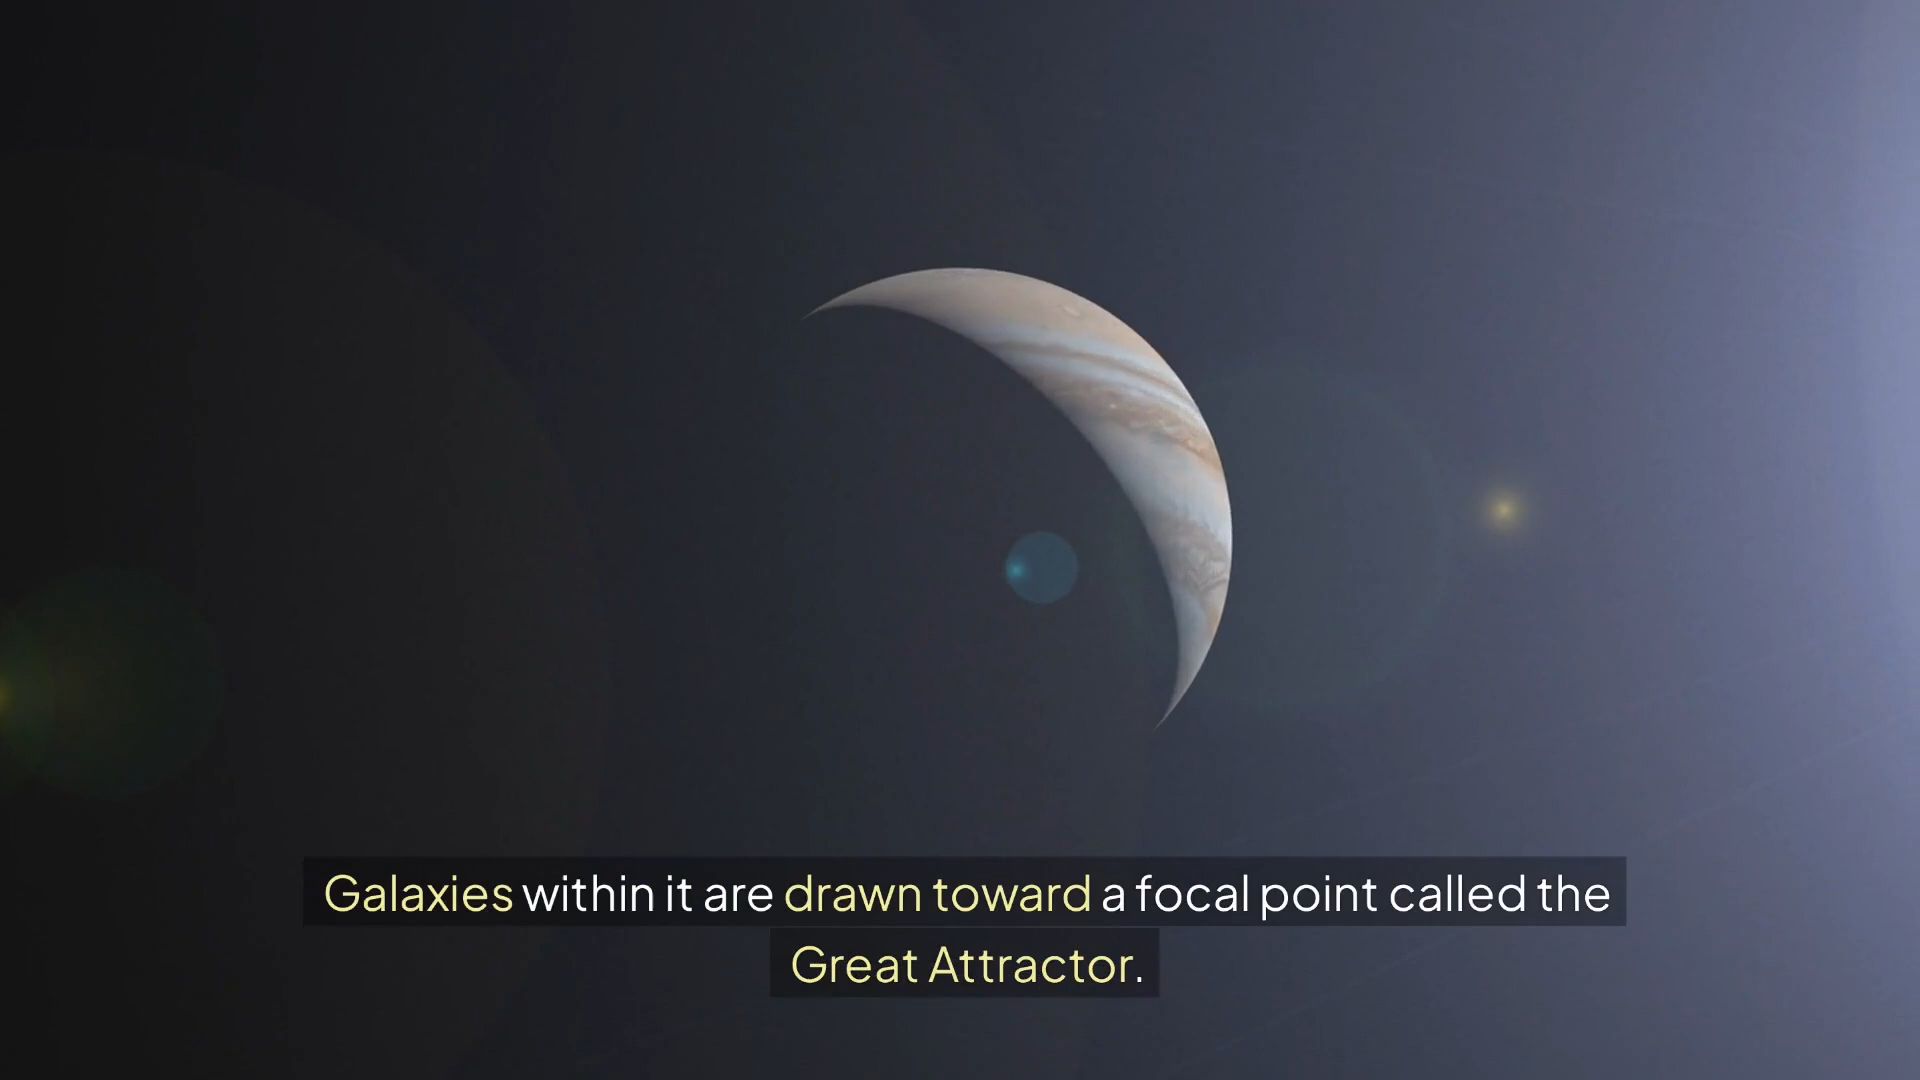 Galaxies within it are drawn toward a focal point called the
Great Attractor.